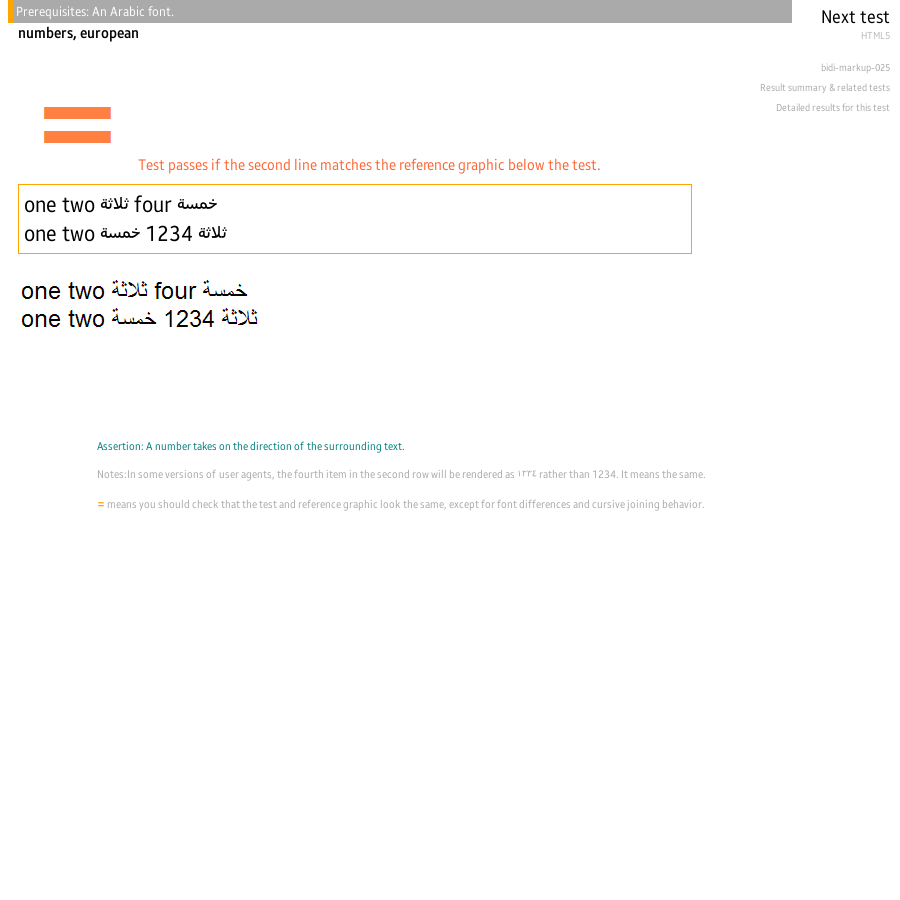 Prerequisites: An Arabic font.
Next test
numbers, european
HTML5
bidi-markup-025
Result summary & related tests
Detailed results for this test
=
Test passes if the second line matches the reference graphic below the test.
one two ثلاثة four خمسة
one two ثلاثة 1234 خمسة
one two ثلاثة four خمسة
one two ثلاثة 1234 خمسة
Assertion: A number takes on the direction of the surrounding text.
Notes:In some versions of user agents, the fourth item in the second row will be rendered as ١٢٣٤ rather than 1234. It means the same.
= means you should check that the test and reference graphic look the same, except for font differences and cursive joining behavior.